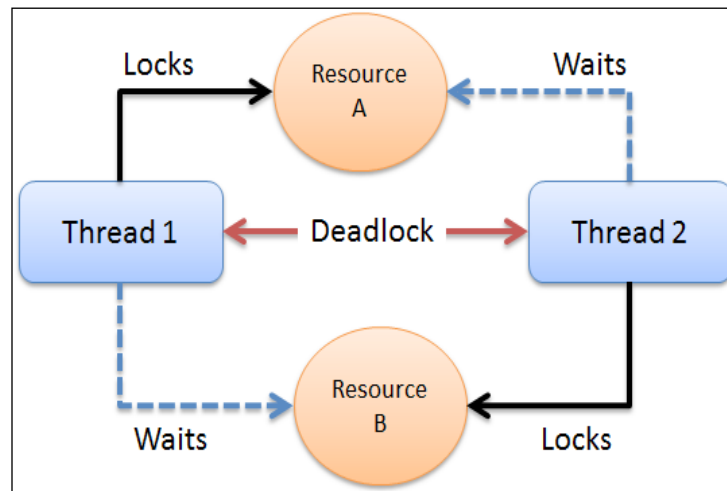 Locks
Resource
A
Waits
Thread 1
Deadlock
Thread 2
Resource
B
Waits
Locks